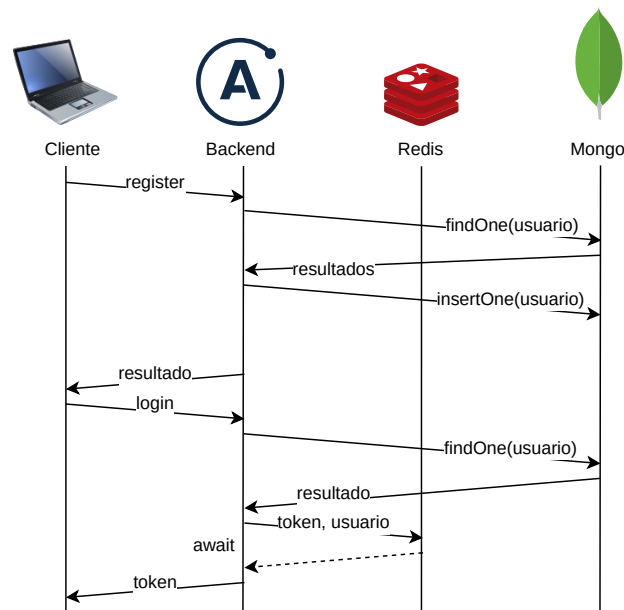 Cliente
Backend
Redis
Mongo
register
findOne(usuario)
resultados
insertOne(usuario)
resultado
login
findOne(usuario)
resultado
token, usuario
await
token